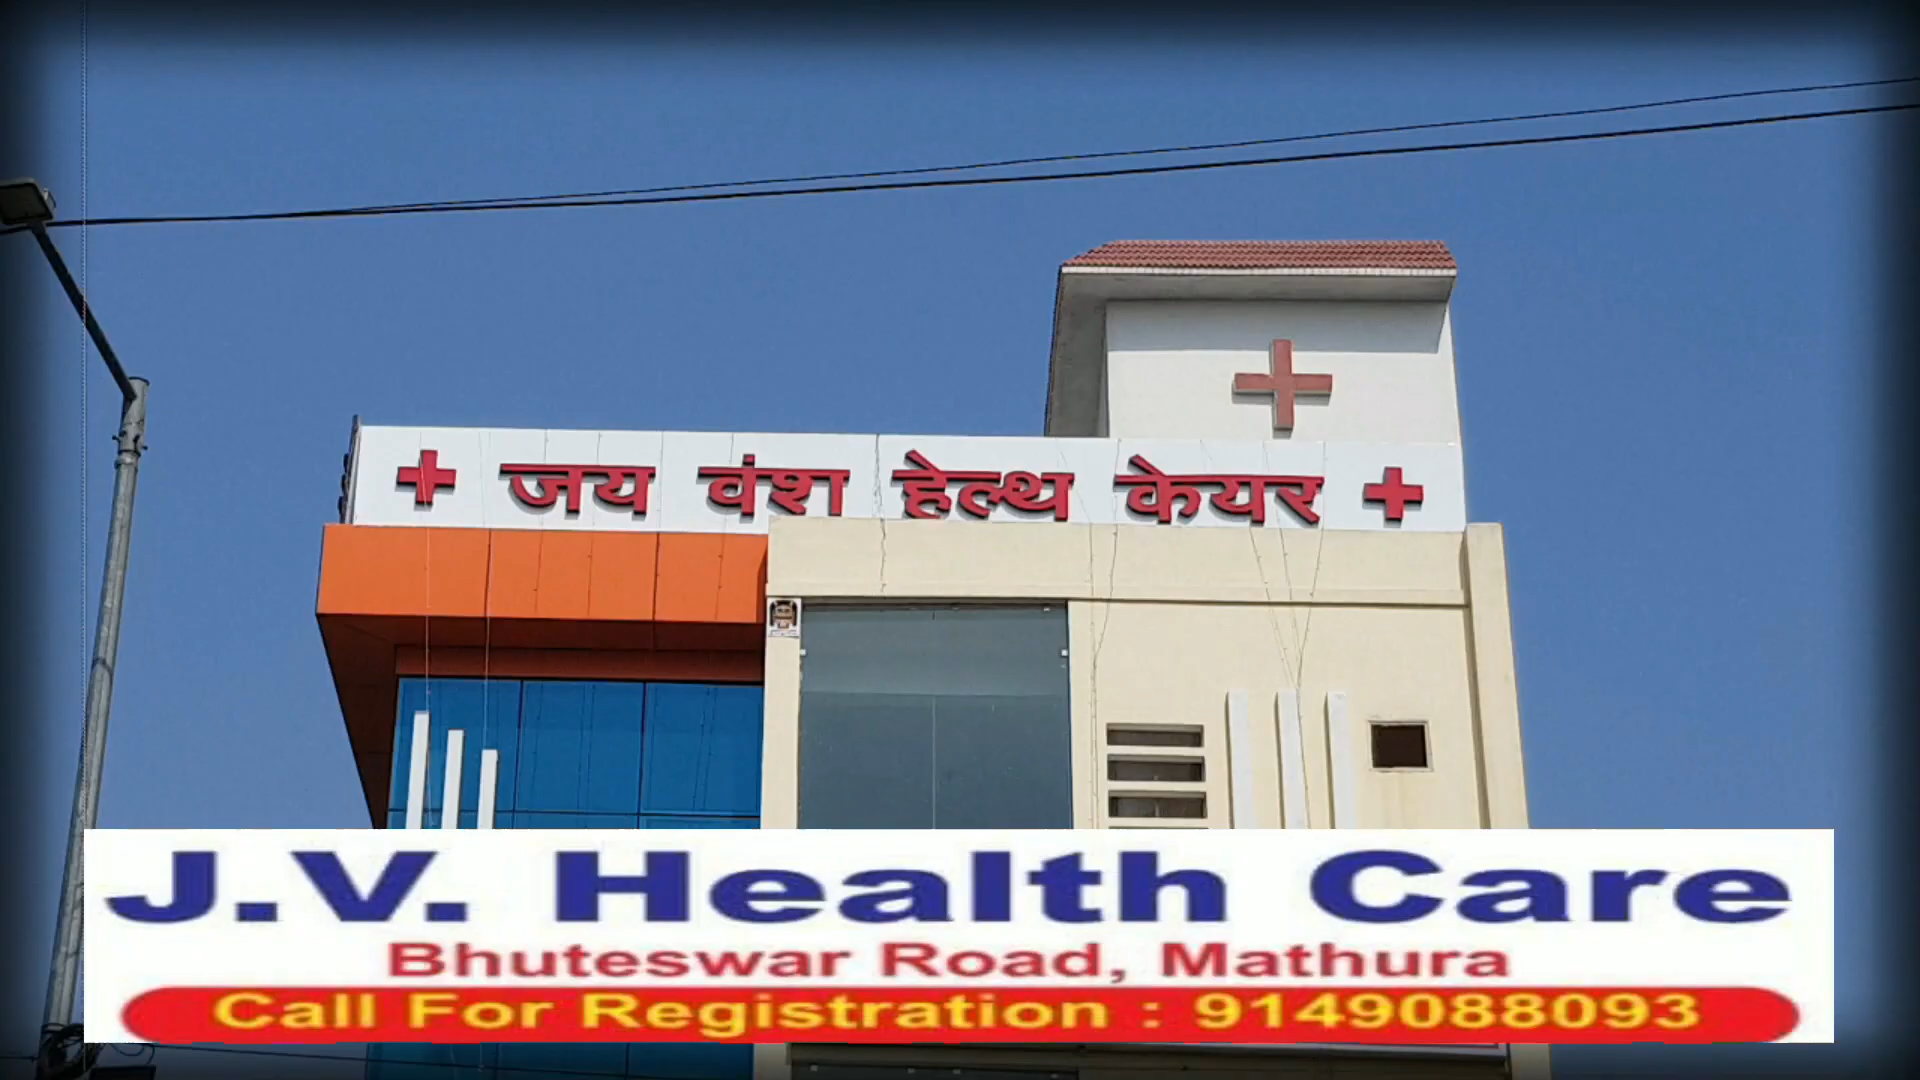 + जय वंश हेल्थ केयर +
J.V. Health Care
Bhuteswar Road, Mathura
Call For Registration : 9149088093